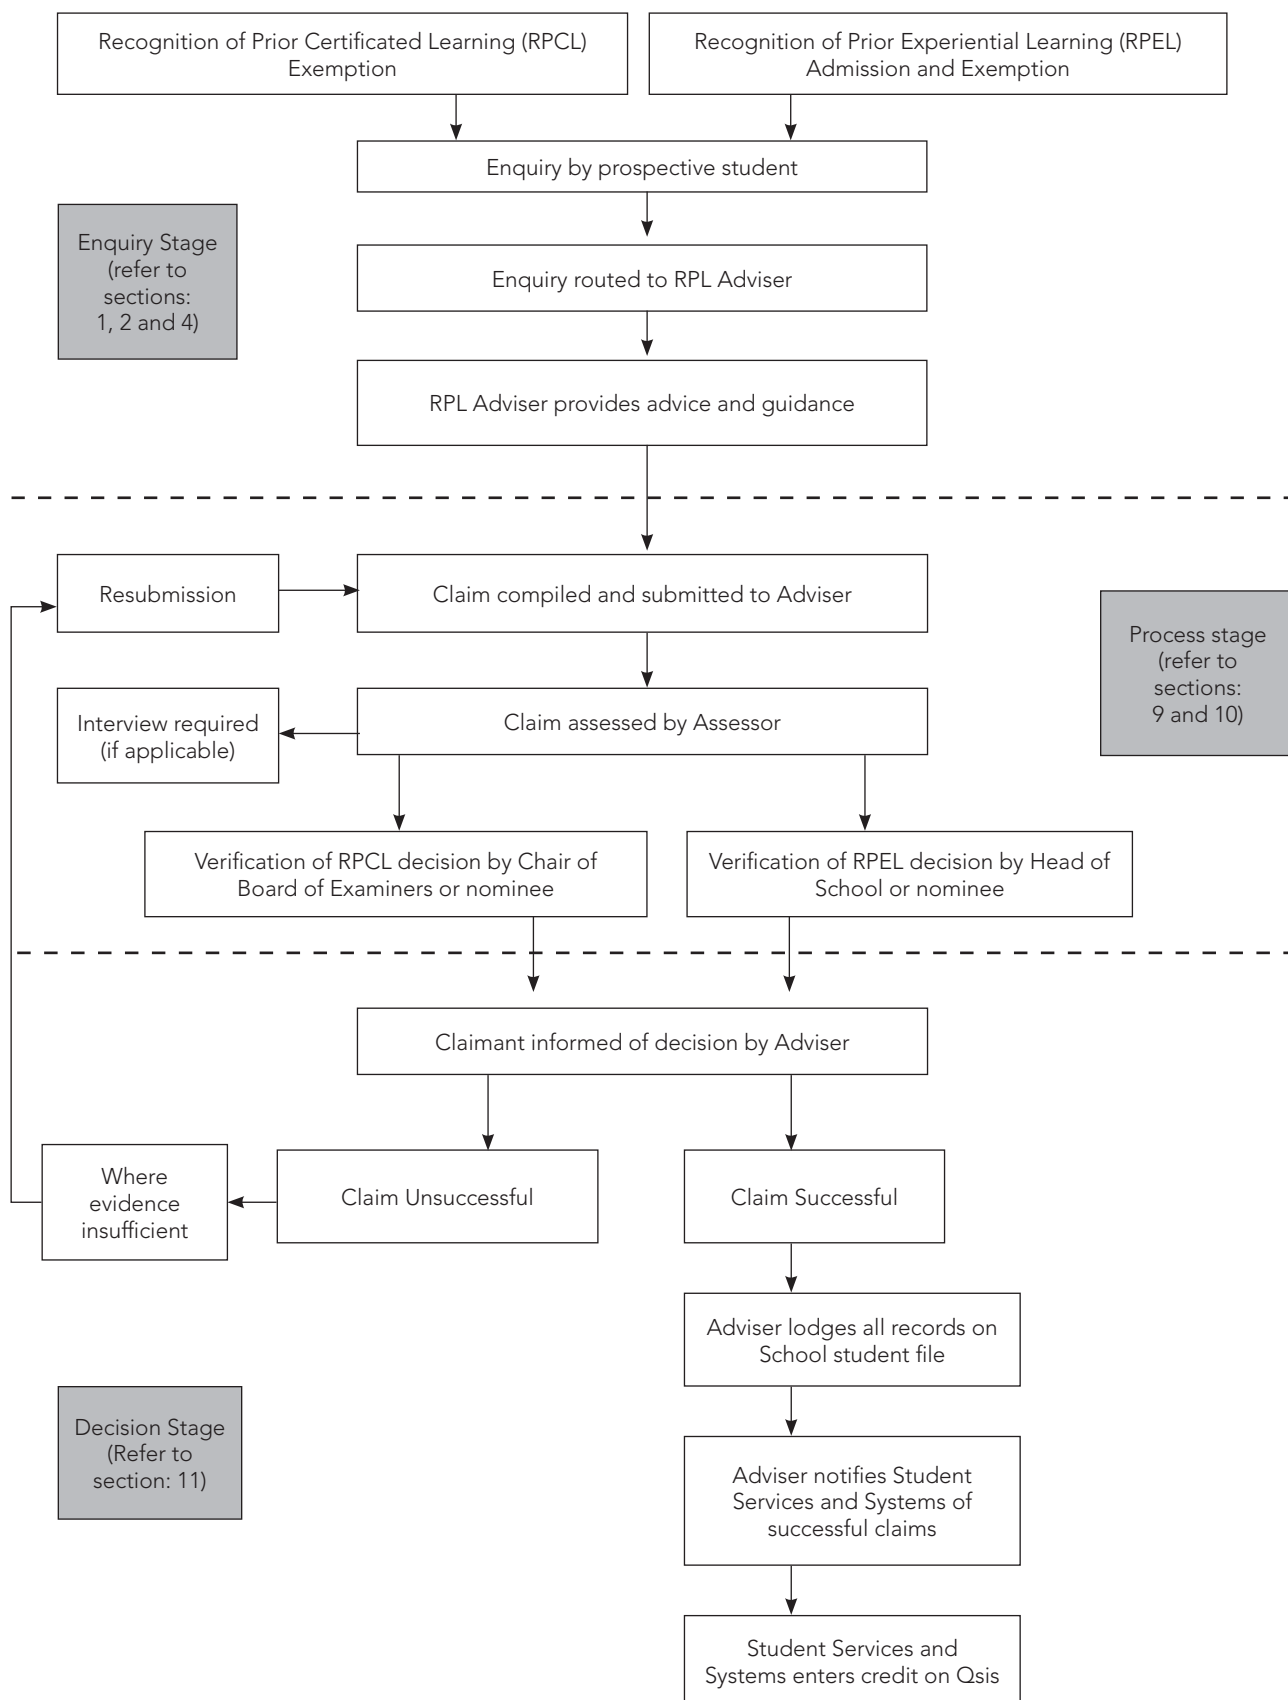 Recognition of Prior Certificated Learning (RPCL)
Exemption
Recognition of Prior Experiential Learning (RPEL)
Admission and Exemption
Enquiry by prospective student
Enquiry Stage
(refer to
sections:
1, 2 and 4)
Enquiry routed to RPL Adviser
RPL Adviser provides advice and guidance
Resubmission
Claim compiled and submitted to Adviser
Process stage
(refer to
sections:
9 and 10)
Interview required
(if applicable)
Claim assessed by Assessor
Verification of RPCL decision by Chair of
Board of Examiners or nominee
Verification of RPEL decision by Head of
School or nominee
Claimant informed of decision by Adviser
Where
evidence
insufficient
Claim Unsuccessful
Claim Successful
Adviser lodges all records on
School student file
Decision Stage
(Refer to
section: 11)
Adviser notifies Student
Services and Systems of
successful claims
Student Services and
Systems enters credit on Qsis